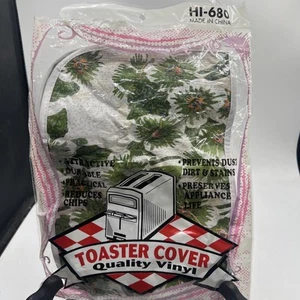 HI-680
MADE IN CHINA
• ATTRACTIVE
• DURABLE
• PRACTICAL
• REDUCES
CHIPS
• PREVENTS DUST
DIRT & STAINS
• PRESERVES
APPLIANCE
LIFE
TOASTER COVER
Quality Vinyl